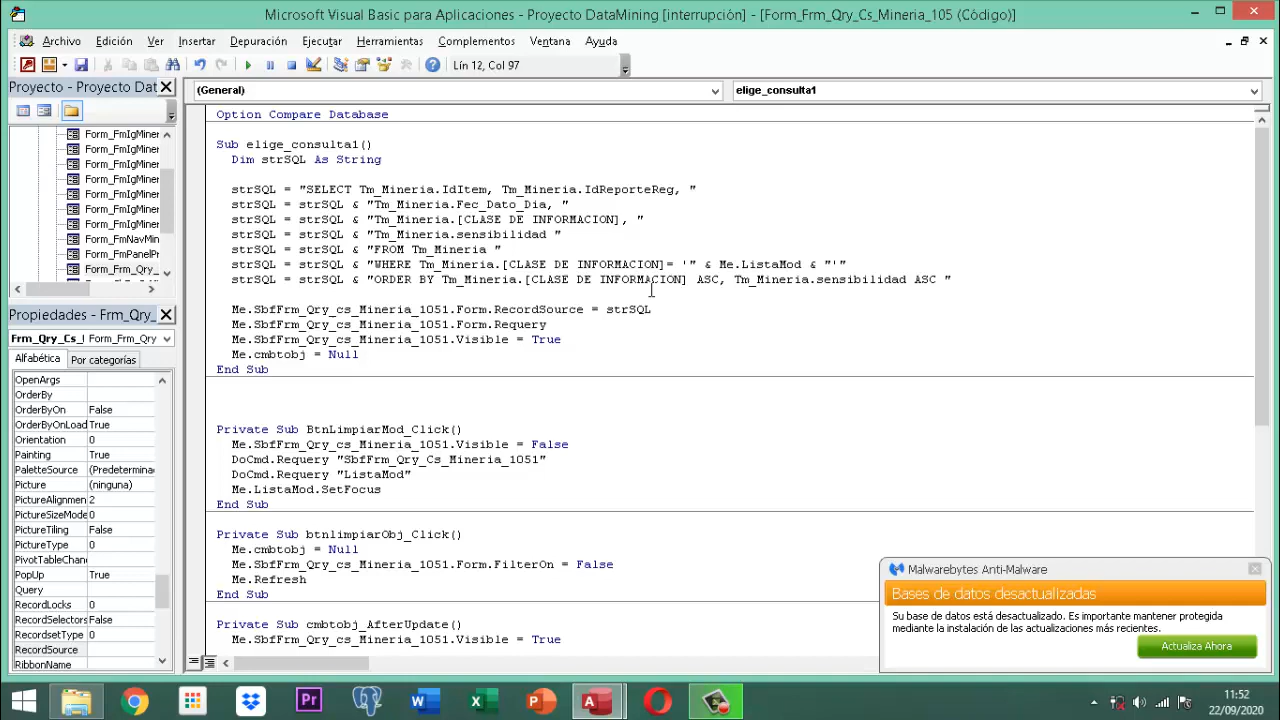 Microsoft Visual Basic para Aplicaciones - Proyecto DataMining [interrupción] - [Form_Frm_Qry_Cs_Mineria_105 (Código)]
Archivo Edición Ver Insertar Depuración Ejecutar Herramientas Complementos Ventana Ayuda
Lín 12, Col 97
Proyecto - Proyecto Dat
(General)
elige_consulta1
Form_FmIgMiner
Form_FmIgMiner
Form_FmIgMiner
Form_FmIgMiner
Form_FmIgMiner
Form_FmIgMiner
Form_FmIgMiner
Form_FmNavMin
Form_FmPanelPr
Form_Frm_Qry_
Propiedades - Frm_Qry_
Frm_Qry_Cs_ Form_Frm_Qry_
Alfabética Por categorías
OpenArgs
OrderBy
OrderByOn False
OrderByOnLoad True
Orientation 0
Painting True
PaletteSource (Predetermina
Picture (ninguna)
PictureAlignmen 2
PictureSizeMode 0
PictureTiling False
PictureType 0
PivotTableChan
PopUp True
Query
RecordLocks 0
RecordSelectors False
RecordsetType 0
RecordSource
RibbonName
Option Compare Database
Sub elige_consulta1()
Dim strSQL As String
strSQL = "SELECT Tm_Mineria.IdItem, Tm_Mineria.IdReporteReg, "
strSQL = strSQL & "Tm_Mineria.Fec_Dato_Dia, "
strSQL = strSQL & "Tm_Mineria.[CLASE DE INFORMACION], "
strSQL = strSQL & "Tm_Mineria.sensibilidad "
strSQL = strSQL & "FROM Tm_Mineria "
strSQL = strSQL & "WHERE Tm_Mineria.[CLASE DE INFORMACION]= '" & Me.ListaMod & "'"
strSQL = strSQL & "ORDER BY Tm_Mineria.[CLASE DE INFORMACION] ASC, Tm_Mineria.sensibilidad ASC "
Me.SbfFrm_Qry_cs_Mineria_1051.Form.RecordSource = strSQL
Me.SbfFrm_Qry_cs_Mineria_1051.Form.Requery
Me.SbfFrm_Qry_cs_Mineria_1051.Visible = True
Me.cmbtobj = Null
End Sub
Private Sub BtnLimpiarMod_Click()
Me.SbfFrm_Qry_cs_Mineria_1051.Visible = False
DoCmd.Requery "SbfFrm_Qry_Cs_Mineria_1051"
DoCmd.Requery "ListaMod"
Me.ListaMod.SetFocus
End Sub
Private Sub btnlimpiarObj_Click()
Me.cmbtobj = Null
Me.SbfFrm_Qry_cs_Mineria_1051.Form.FilterOn = False
Me.Refresh
End Sub
Private Sub cmbtobj_AfterUpdate()
Me.SbfFrm_Qry_cs_Mineria_1051.Visible = True
Malwarebytes Anti-Malware
Bases de datos desactualizadas
Su base de datos está desactualizado. Es importante mantener protegida
mediante la instalación de las actualizaciones más recientes.
Actualiza Ahora
11:52
22/09/2020